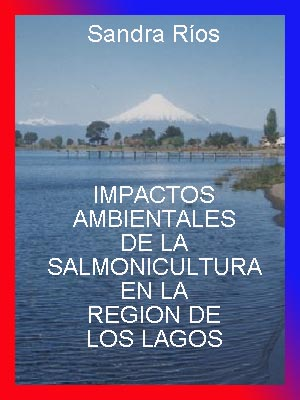 Sandra Ríos
IMPACTOS
AMBIENTALES
DE LA
SALMONICULTURA
EN LA
REGION DE
LOS LAGOS